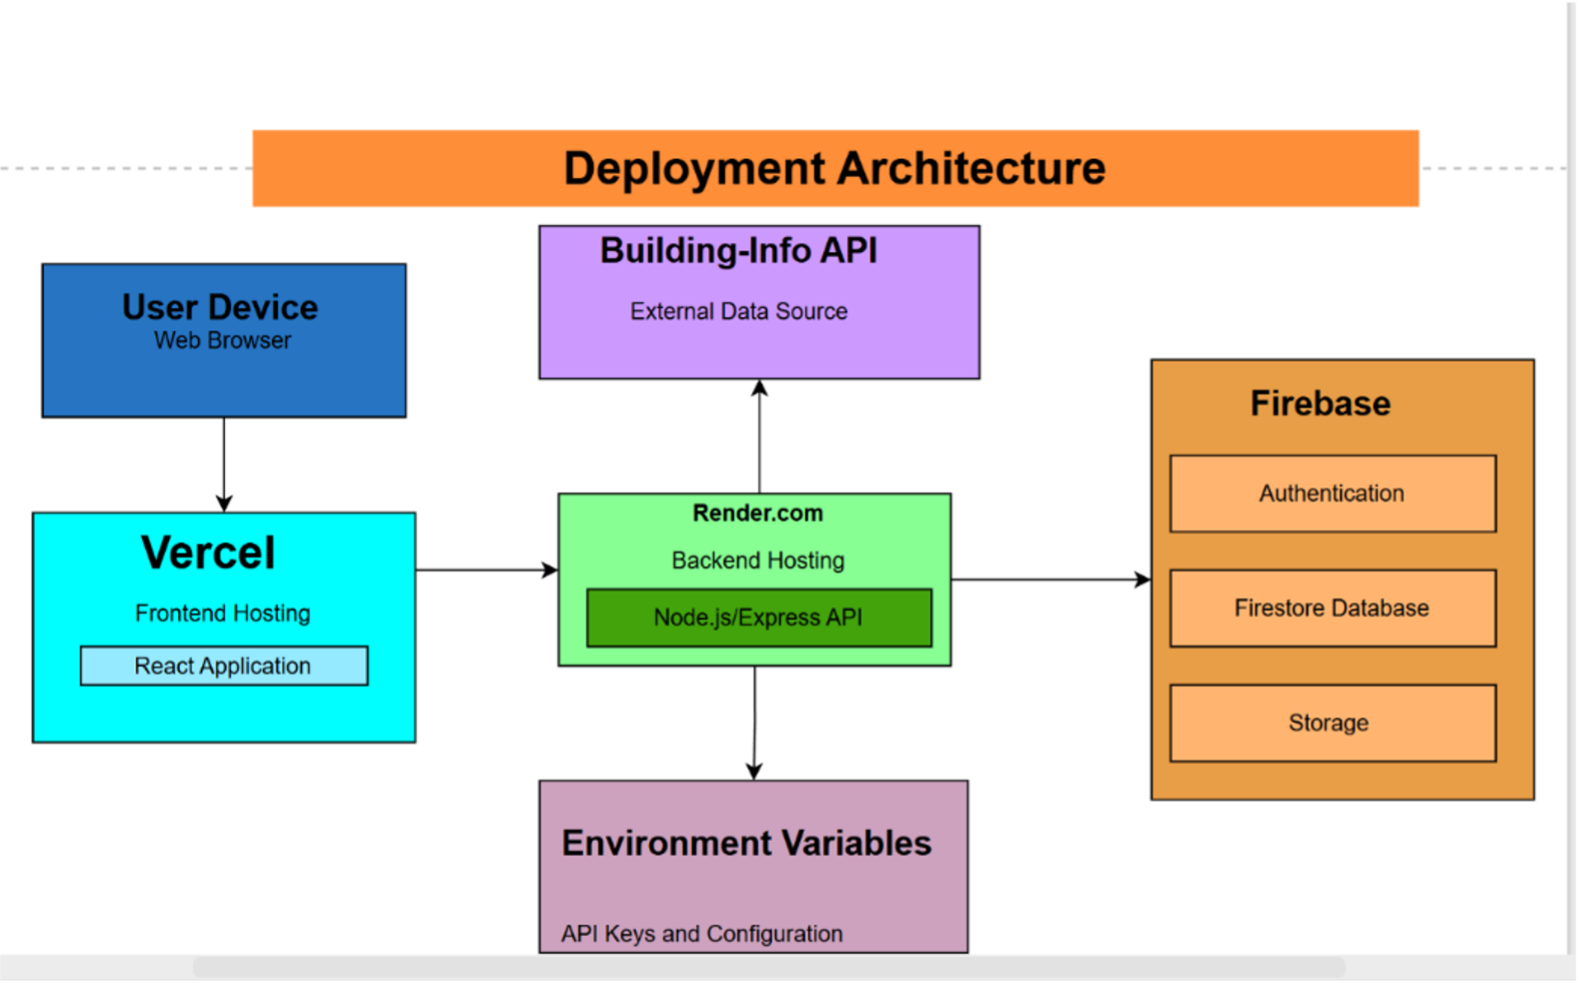 Deployment Architecture
Building-Info API
External Data Source
User Device
Web Browser
Vercel
Frontend Hosting
React Application
Render.com
Backend Hosting
Node.js/Express API
Firebase
Authentication
Firestore Database
Storage
Environment Variables
API Keys and Configuration